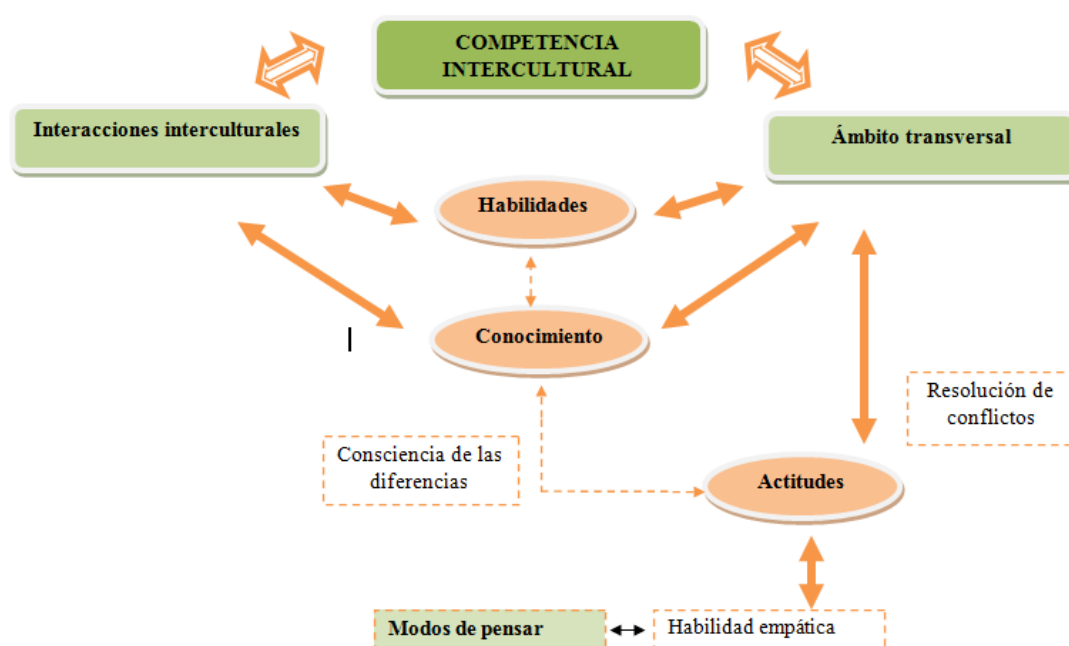 COMPETENCIA
INTERCULTURAL
Interacciones interculturales
Ámbito transversal
Habilidades
Conocimiento
Resolución de
conflictos
Consciencia de las
diferencias
Actitudes
Modos de pensar
Habilidad empática